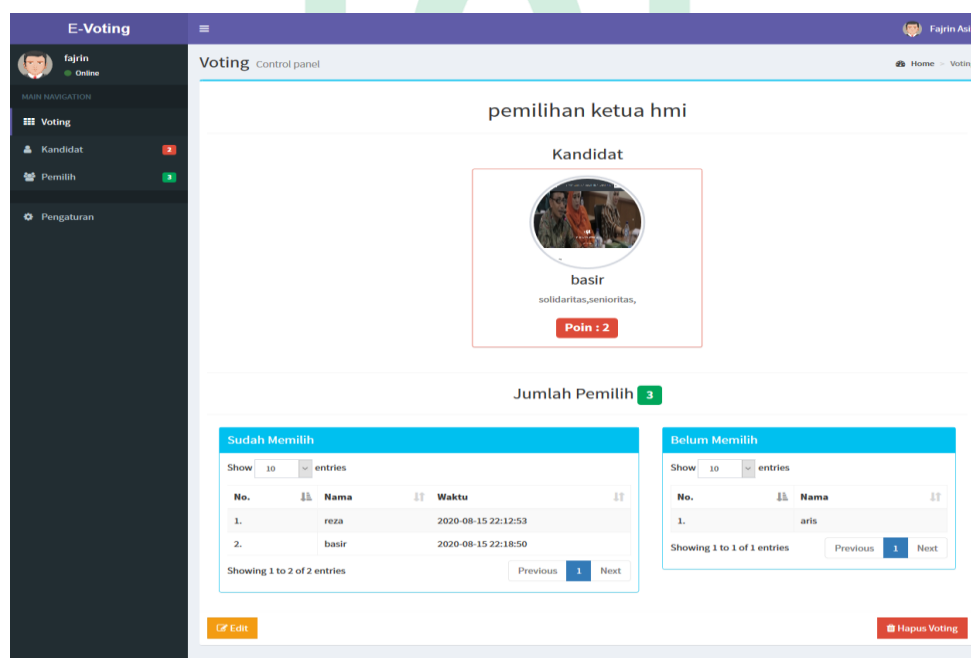 E-Voting
Fajrin Asi
fajrin
Online
Voting Control panel
Home > Votin
MAIN NAVIGATION
Voting
Kandidat 2
Pemilih 3
Pengaturan
pemilihan ketua hmi
Kandidat
basir
solidaritas,senioritas,
Poin : 2
Jumlah Pemilih 3
Sudah Memilih
Show 10 entries
No. Nama Waktu
1. reza 2020-08-15 22:12:53
2. basir 2020-08-15 22:18:50
Showing 1 to 2 of 2 entries
Previous 1 Next
Belum Memilih
Show 10 entries
No. Nama
1. aris
Showing 1 to 1 of 1 entries
Previous 1 Next
Edit
Hapus Voting